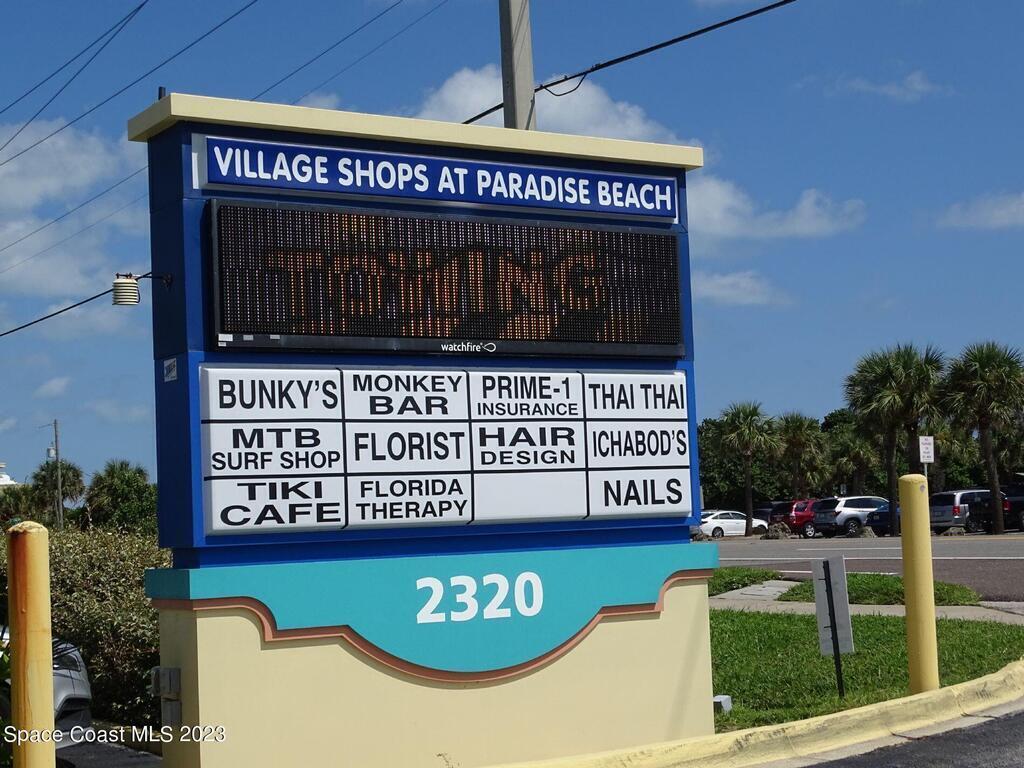 VILLAGE SHOPS AT PARADISE BEACH
TOWING
watchfire
BUNKY'S
MONKEY
BAR
PRIME-1
INSURANCE
THAI THAI
MTB
SURF SHOP
FLORIST
HAIR
DESIGN
ICHABOD'S
TIKI
CAFE
FLORIDA
THERAPY
NAILS
2320
Space Coast MLS 2023